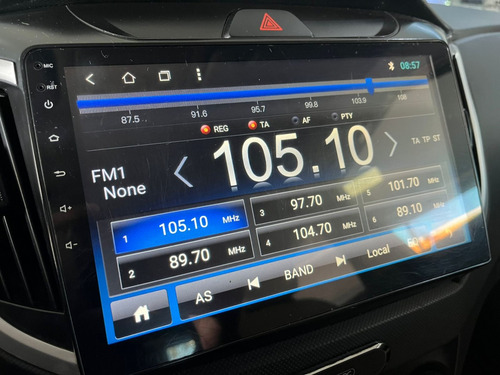 MIC
RST
08:57
87.5 91.6 95.7 99.8 103.9 108
REG TA AF PTY
FM1
None
105.10
TA TP ST
1 105.10 MHz
3 97.70 MHz
5 101.70 MHz
2 89.70 MHz
4 104.70 MHz
6 89.10 MHz
AS BAND Local